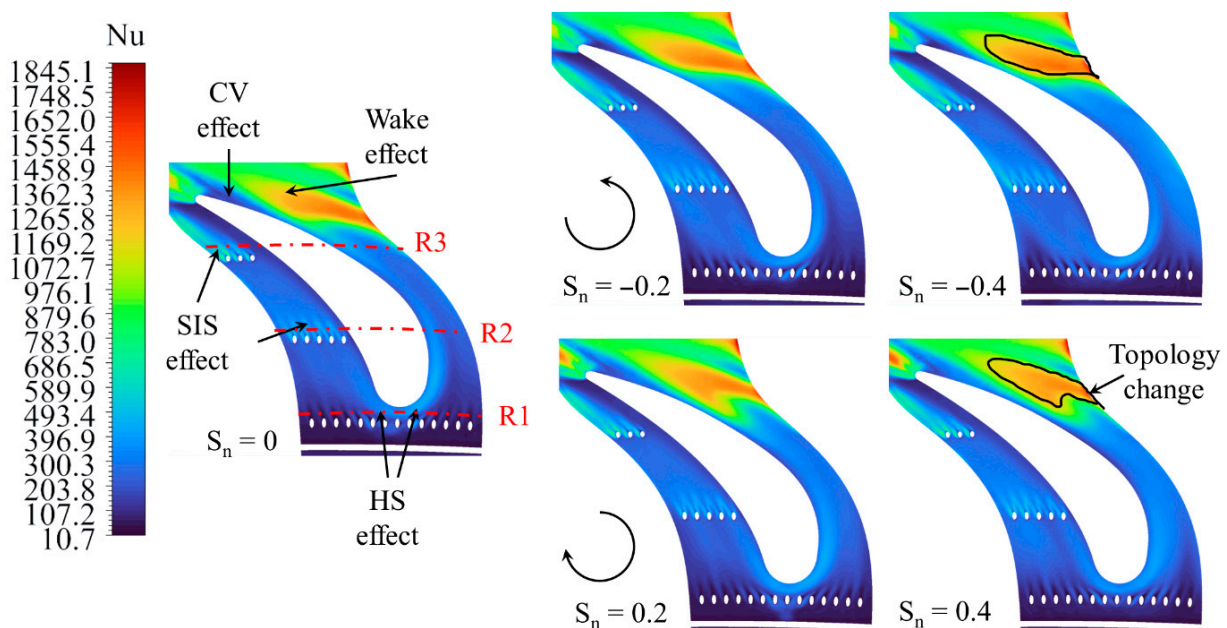 Nu
1845.1
1748.5
1652.0
1555.4
1458.9
1362.3
1265.8
1169.2
1072.7
976.1
879.6
783.0
686.5
589.9
493.4
396.9
300.3
203.8
107.2
10.7
CV
effect
Wake
effect
R3
SIS
effect
R2
R1
Sn = 0
HS
effect
Sn = −0.2
Sn = −0.4
Topology
change
Sn = 0.2
Sn = 0.4